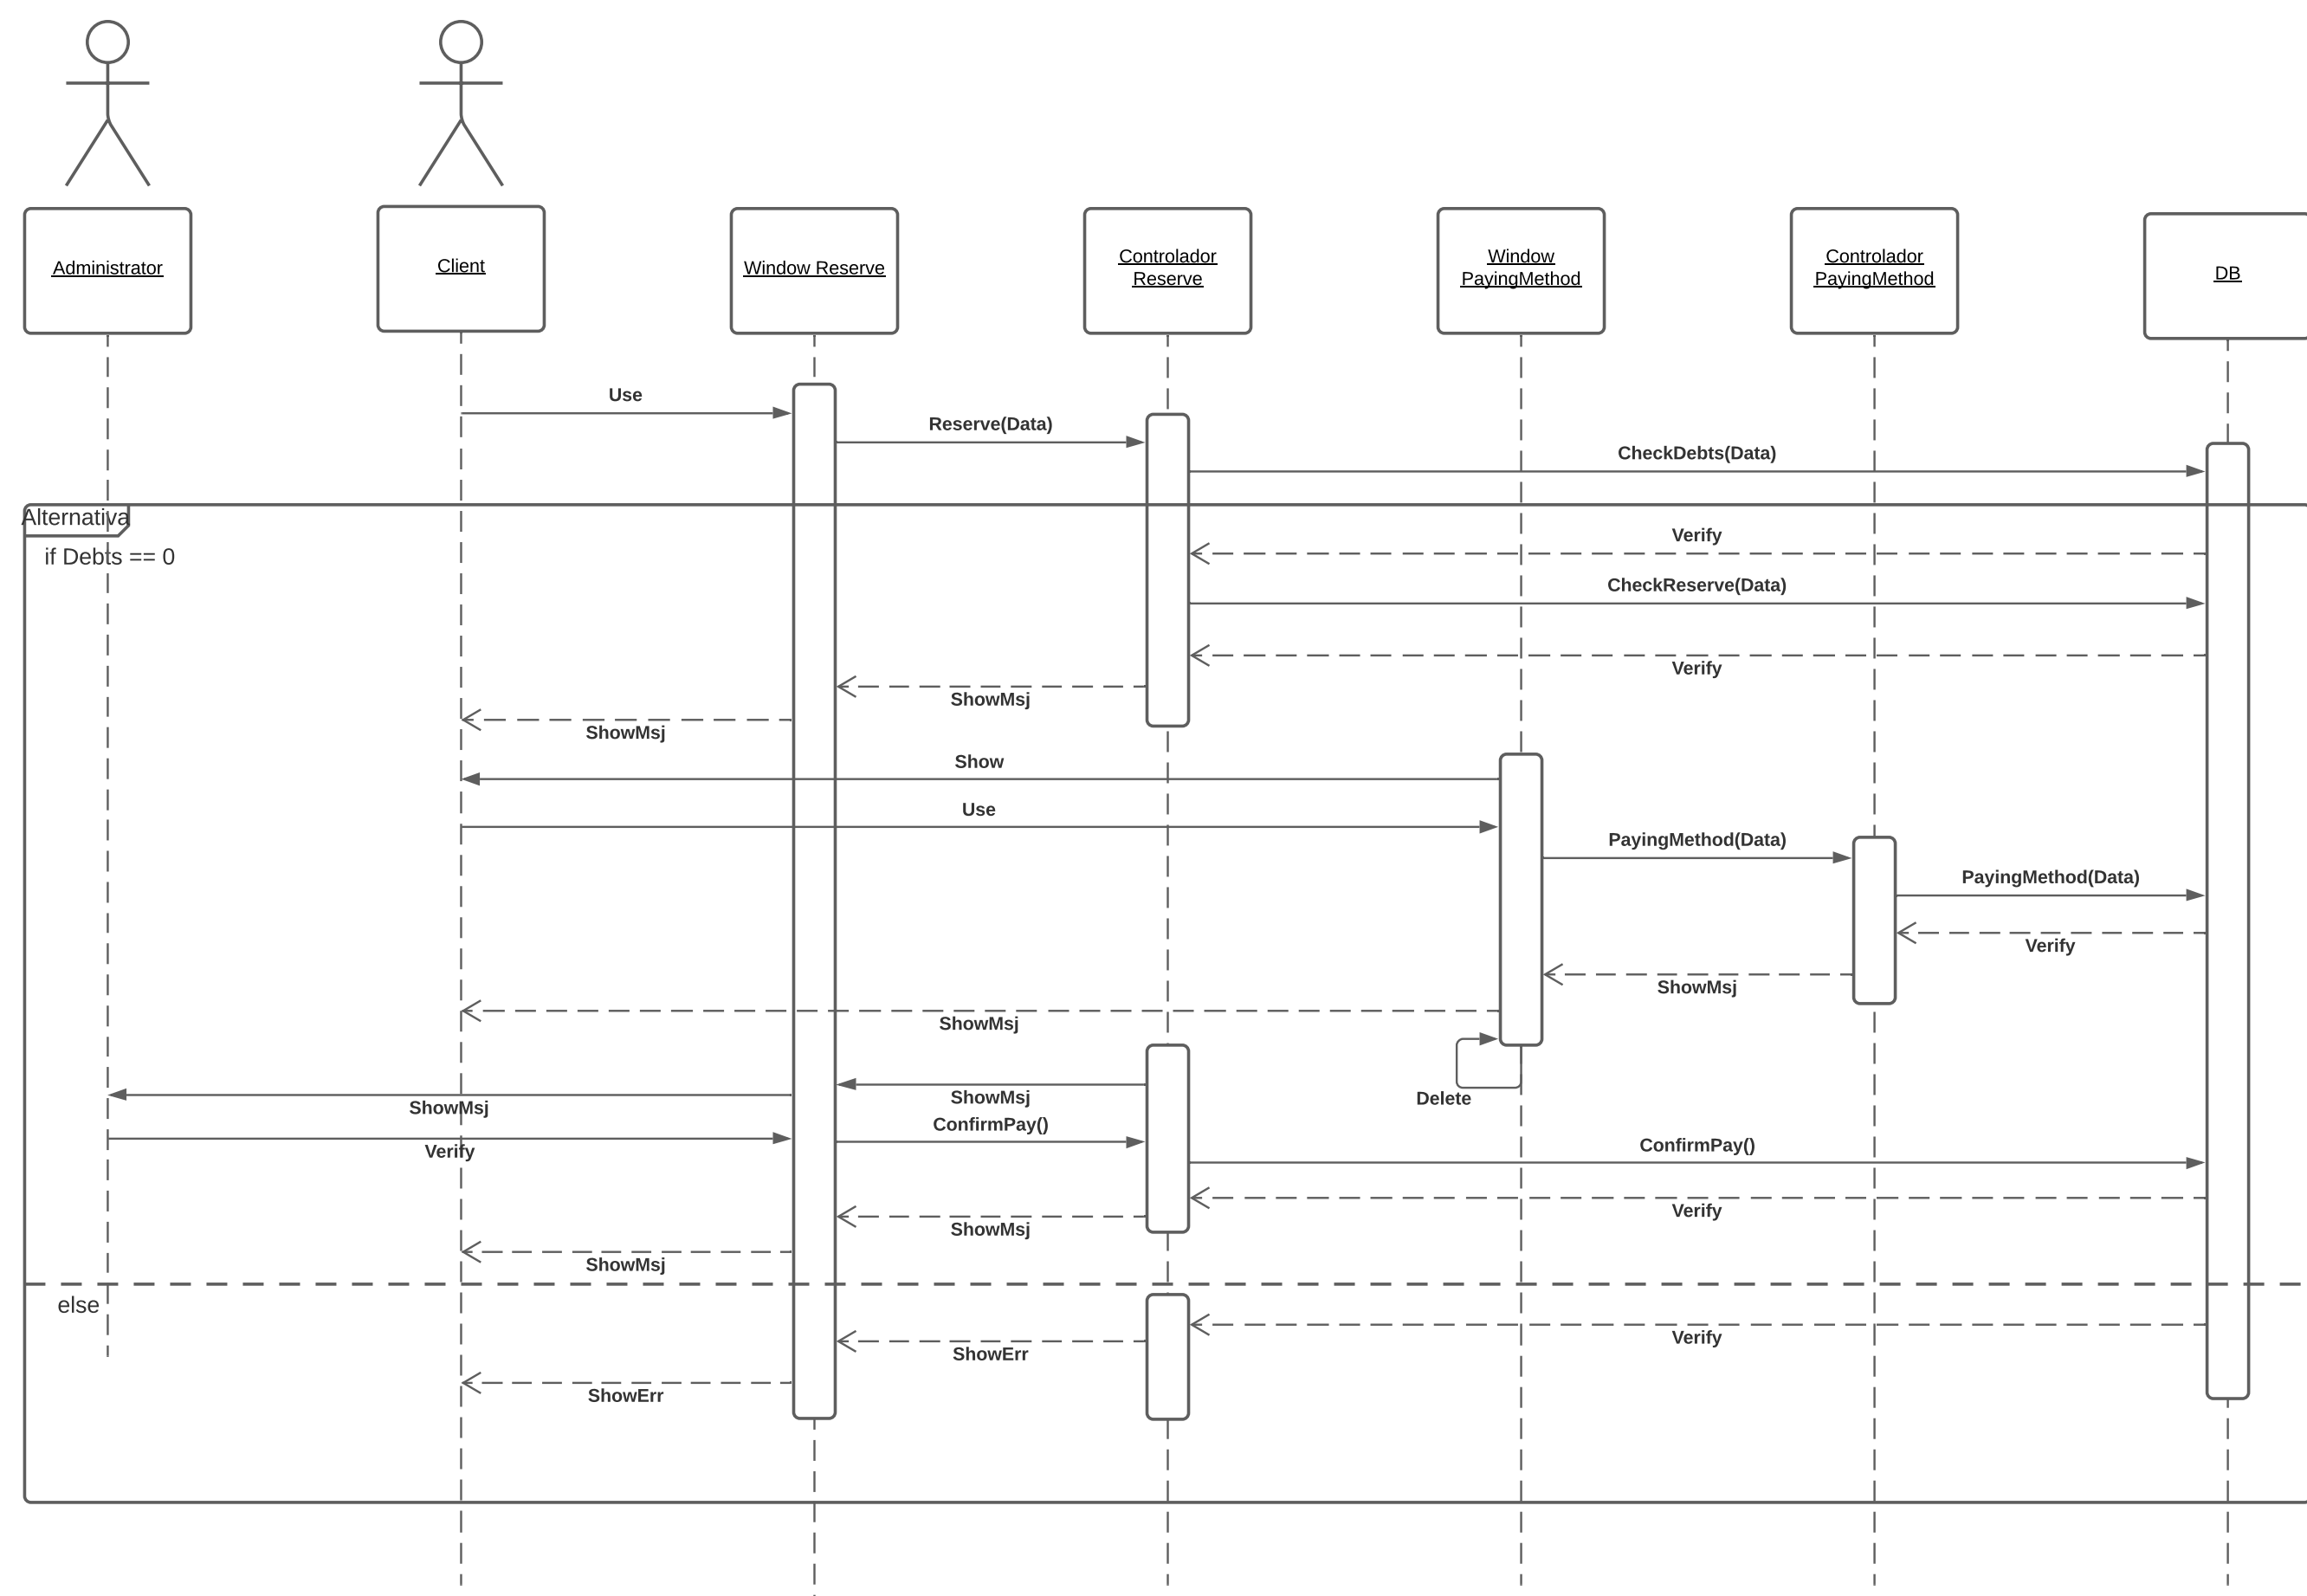 Administrator
Client
Window Reserve
Controlador
Reserve
Window
PayingMethod
Controlador
PayingMethod
DB
Use
Reserve(Data)
CheckDebts(Data)
Alternativa
if Debts == 0
Verify
CheckReserve(Data)
Verify
ShowMsj
ShowMsj
Show
Use
PayingMethod(Data)
PayingMethod(Data)
Verify
ShowMsj
ShowMsj
Delete
ShowMsj
ShowMsj
ConfirmPay()
Verify
ConfirmPay()
Verify
ShowMsj
ShowMsj
else
Verify
ShowErr
ShowErr